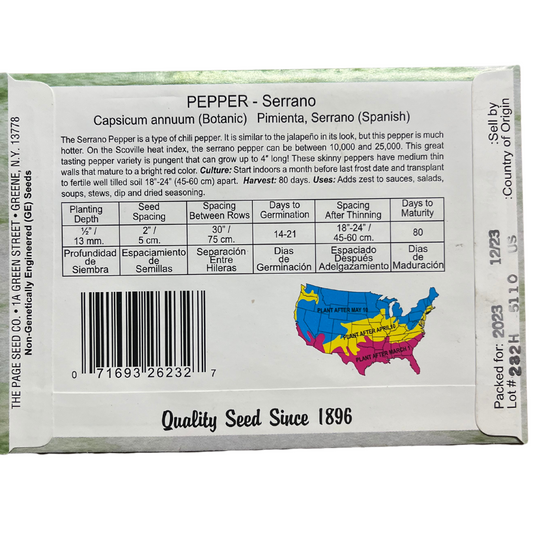 PEPPER - Serrano
Capsicum annuum (Botanic) Pimienta, Serrano (Spanish)
The Serrano Pepper is a type of chili pepper. It is similar to the jalapeño in its look, but this pepper is much
hotter. On the Scoville heat index, the serrano pepper can be between 10,000 and 25,000. This great
tasting pepper variety is pungent that can grow up to 4" long! These skinny peppers have medium thin
walls that mature to a bright red color. Culture: Start indoors a month before last frost date and transplant
to fertile well tilled soil 18"-24" (45-60 cm) apart. Harvest: 80 days. Uses: Adds zest to sauces, salads,
soups, stews, dip and dried seasoning.
Planting Depth | Seed Spacing | Spacing Between Rows | Days to Germination | Spacing After Thinning | Days to Maturity
½"/ 13 mm. | 2"/ 5 cm. | 30"/ 75 cm. | 14-21 | 18"-24"/ 45-60 cm. | 80
Profundidad de Siembra | Espaciamiento de Semillas | Separación Entre Hileras | Dias de Germinación | Espaciado Después Adelgazamiento | Dias de Maduración
PLANT AFTER MAY 10
PLANT AFTER APRIL 10
PLANT AFTER MARCH 1
0 71693 26232 7
Quality Seed Since 1896
THE PAGE SEED CO. • 1A GREEN STREET • GREENE, N.Y. 13778
Non-Genetically Engineered (GE) Seeds
Packed for: 2023 12/23 :Sell by
Lot # 282H 5110 US :Country of Origin